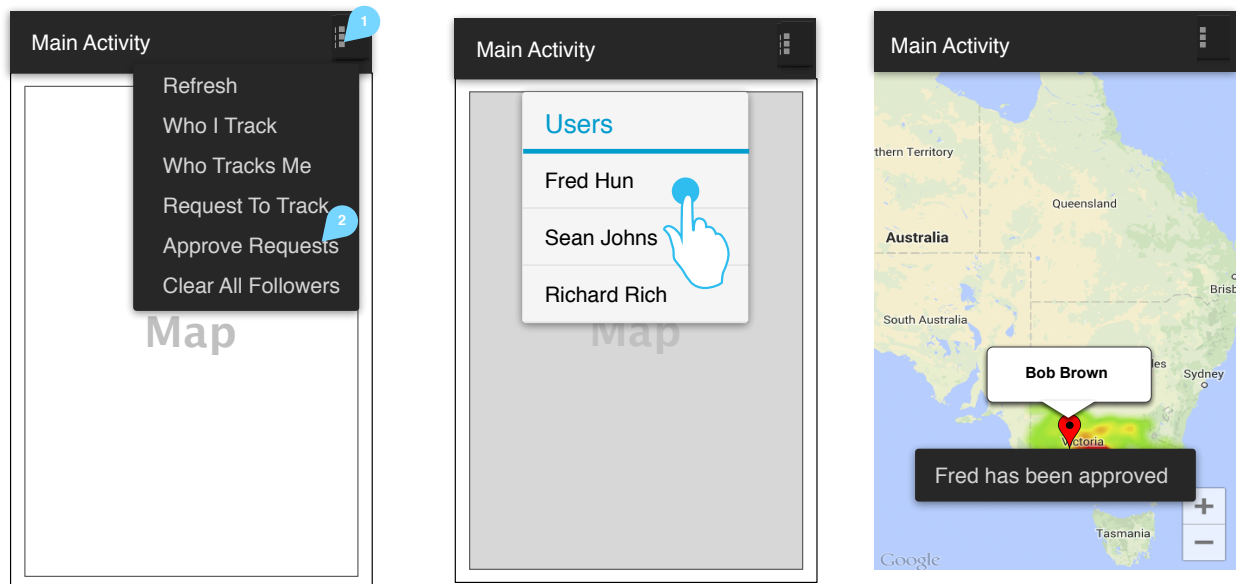 Main Activity
1
Refresh
Who I Track
Who Tracks Me
Request To Track
2
Approve Requests
Clear All Followers
Map
Main Activity
Users
Fred Hun
Sean Johns
Richard Rich
Map
Main Activity
thern Territory
Queensland
Australia
Brisb
South Australia
Bob Brown
les
Sydney
Victoria
Fred has been approved
+
Tasmania
−
Google